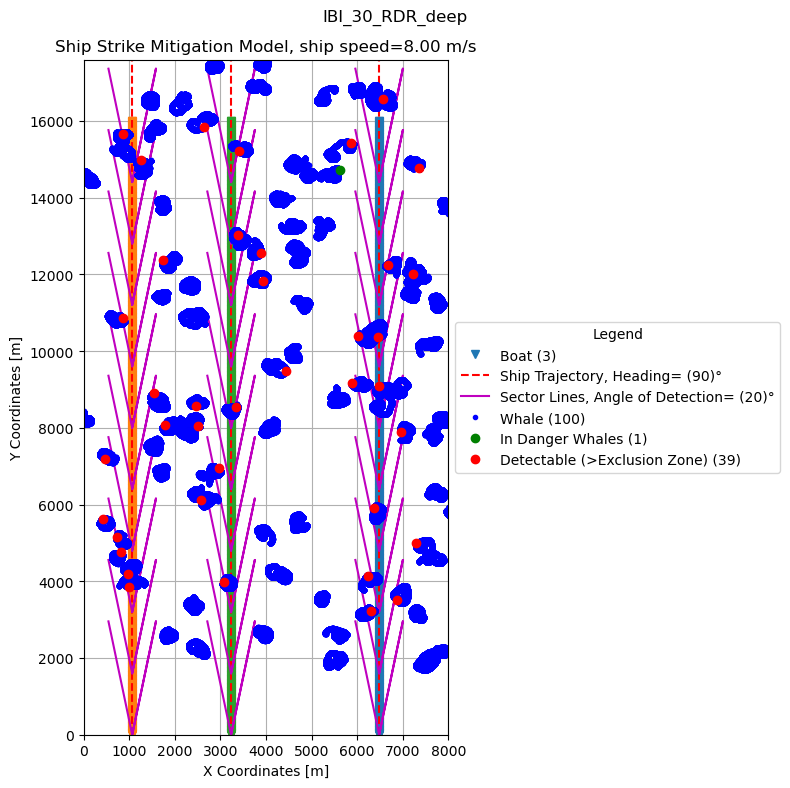 IBI_30_RDR_deep
Ship Strike Mitigation Model, ship speed=8.00 m/s
Y Coordinates [m]
16000
14000
12000
10000
8000
6000
4000
2000
0
0 1000 2000 3000 4000 5000 6000 7000 8000
X Coordinates [m]
Legend
Boat (3)
Ship Trajectory, Heading= (90)°
Sector Lines, Angle of Detection= (20)°
Whale (100)
In Danger Whales (1)
Detectable (>Exclusion Zone) (39)